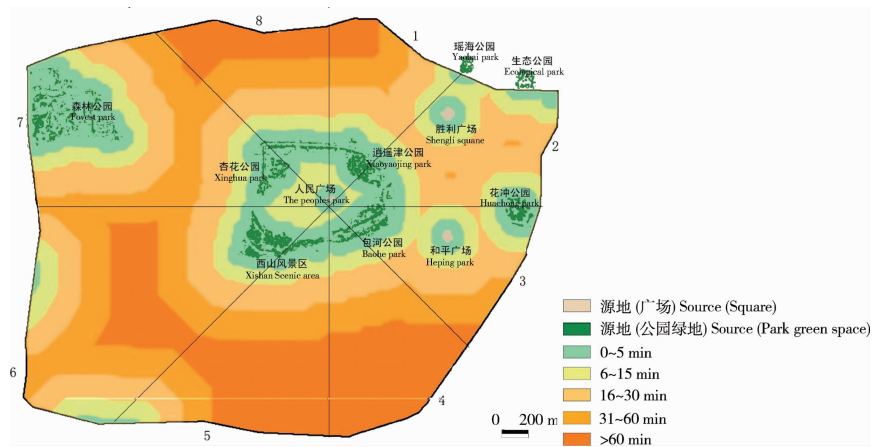 8
1
瑶海公园
Yaohai park
生态公园
Ecological park
森林公园
Forest park
7
胜利广场
Shengli squane
2
杏花公园
Xinghua park
逍遥津公园
Xiaoyaojing park
人民广场
The peoples park
花冲公园
Huachong park
包河公园
Baohe park
和平广场
Heping park
西山风景区
Xishan Scenic area
3
源地 (广场) Source (Square)
源地 (公园绿地) Source (Park green space)
0~5 min
6~15 min
16~30 min
31~60 min
>60 min
6
4
5
0 200 m